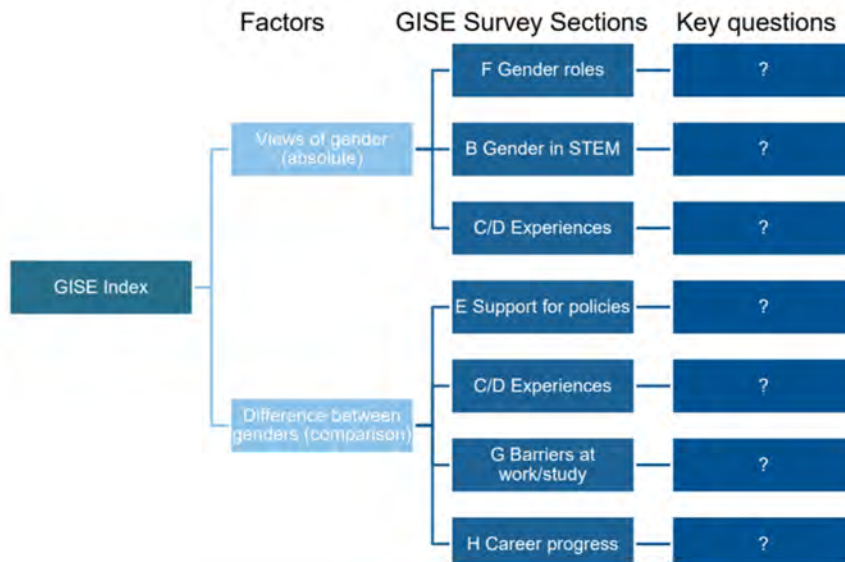 Factors GISE Survey Sections Key questions
F Gender roles ?
Views of gender
(absolute)
B Gender in STEM ?
C/D Experiences ?
GISE Index
E Support for policies ?
C/D Experiences ?
Difference between
genders (comparison)
G Barriers at
work/study
?
H Career progress ?